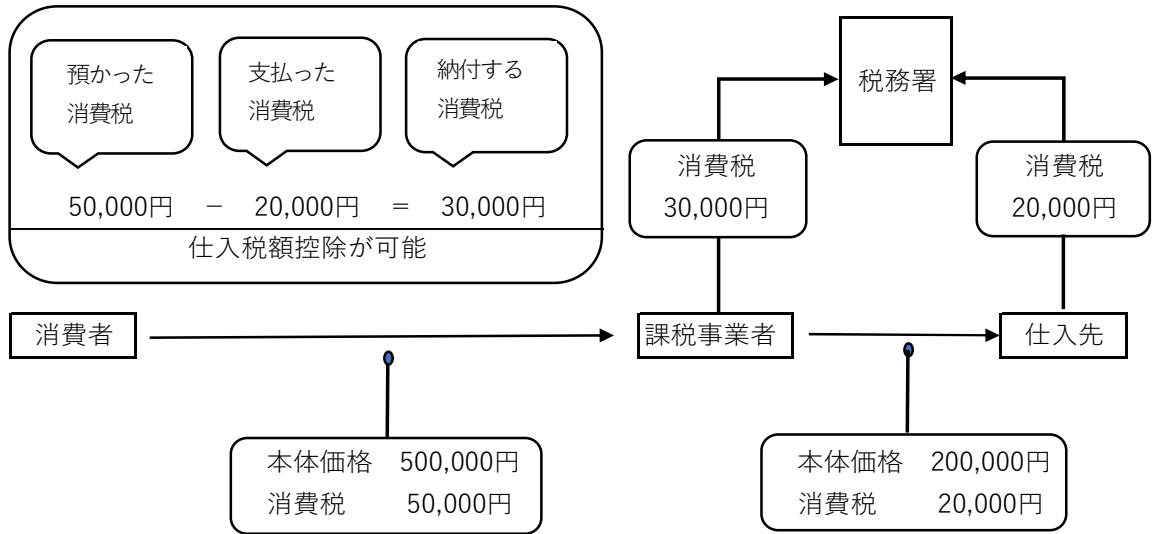 預かった
消費税
支払った
消費税
納付する
消費税
50,000円 － 20,000円 ＝ 30,000円
仕入税額控除が可能
税務署
消費税
30,000円
消費税
20,000円
消費者
課税事業者
仕入先
本体価格 500,000円
消費税 50,000円
本体価格 200,000円
消費税 20,000円